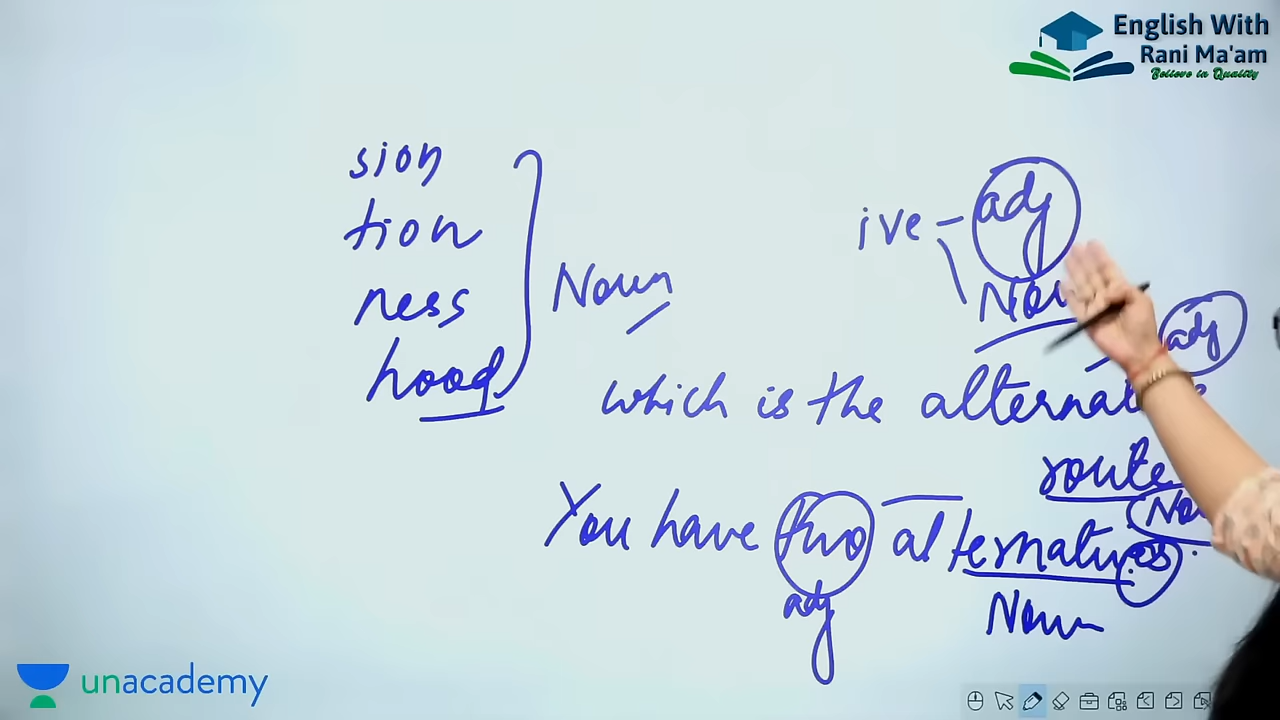 English With
Rani Ma'am
Believe in Quality
sion
tion
ness
hood
Noun
ive - adj
adj
which is the
route
You have two alternatives.
adj
Noun
unacademy